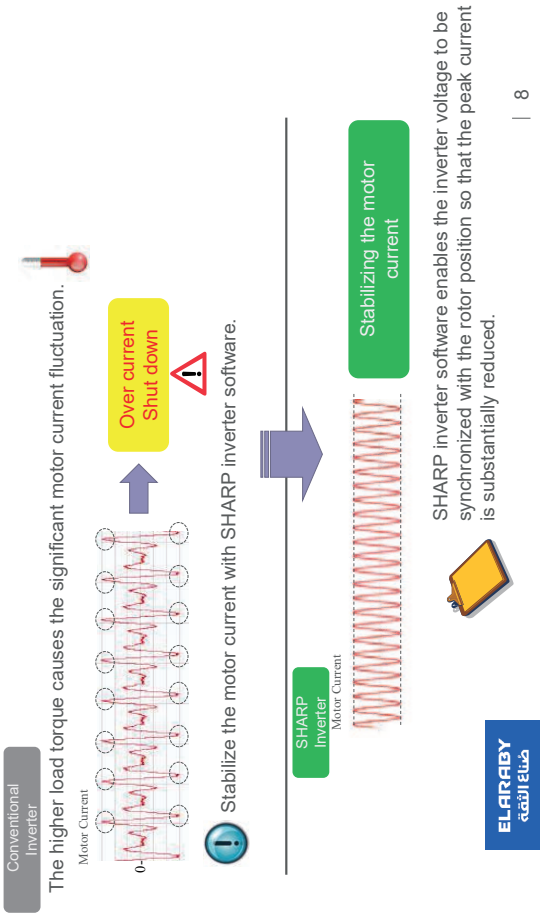 Conventional
Inverter
The higher load torque causes the significant motor current fluctuation.
Motor Current
0-
Over current
Shut down
Stabilize the motor current with SHARP inverter software.
SHARP
Inverter
Motor Current
Stabilizing the motor
current
SHARP inverter software enables the inverter voltage to be
synchronized with the rotor position so that the peak current
is substantially reduced.
ELARABY
صناع الثقة
| 8